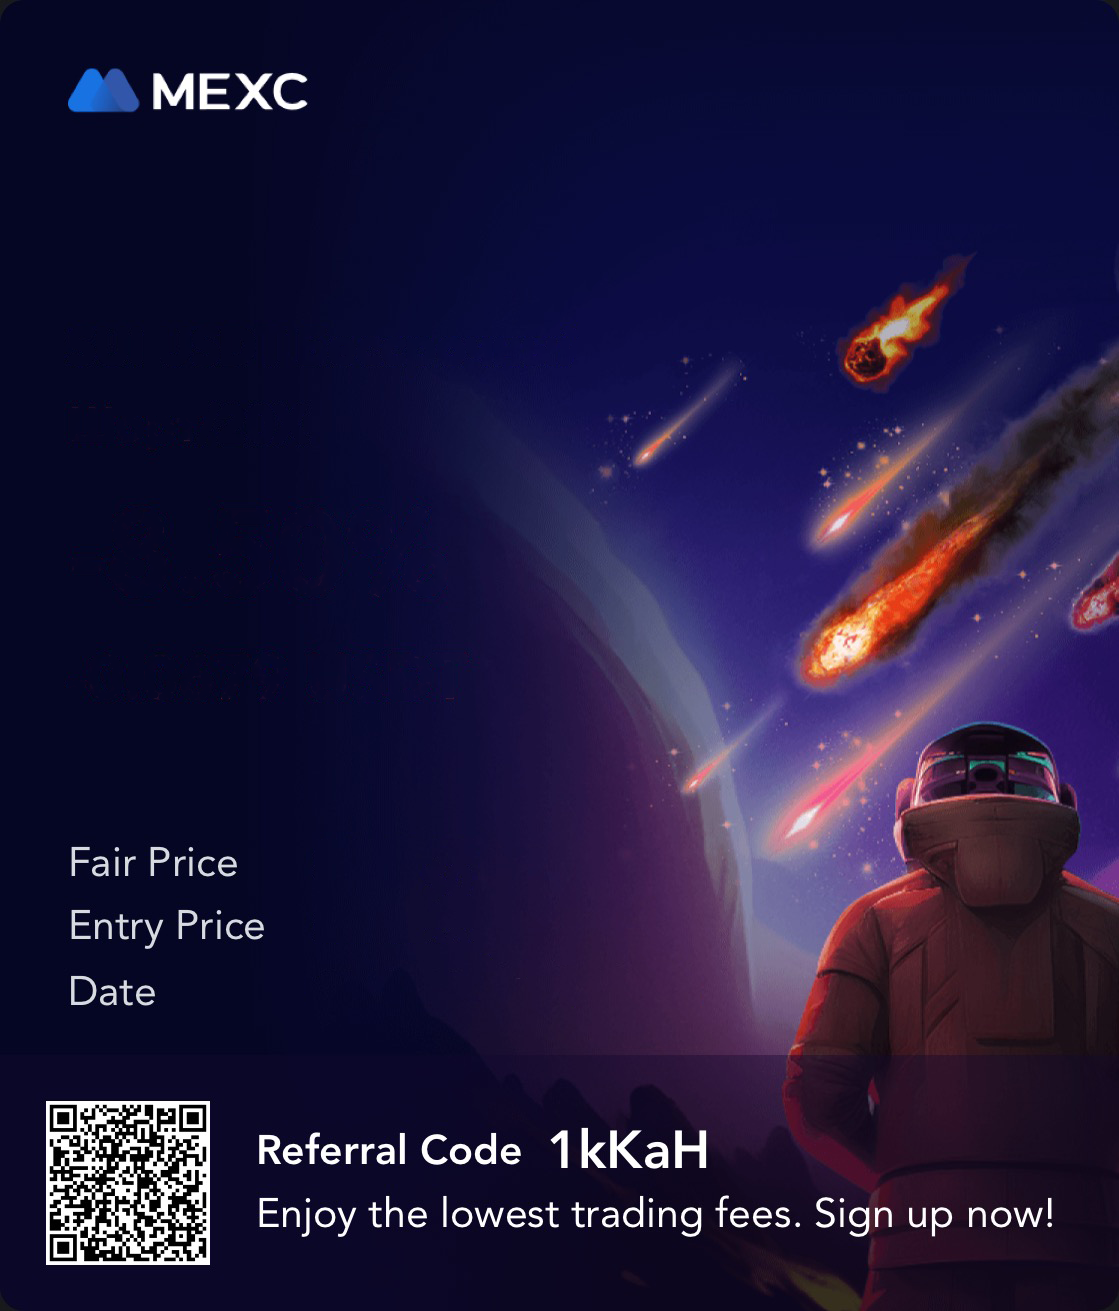 MEXC
Fair Price
Entry Price
Date
Referral Code 1kKaH
Enjoy the lowest trading fees. Sign up now!